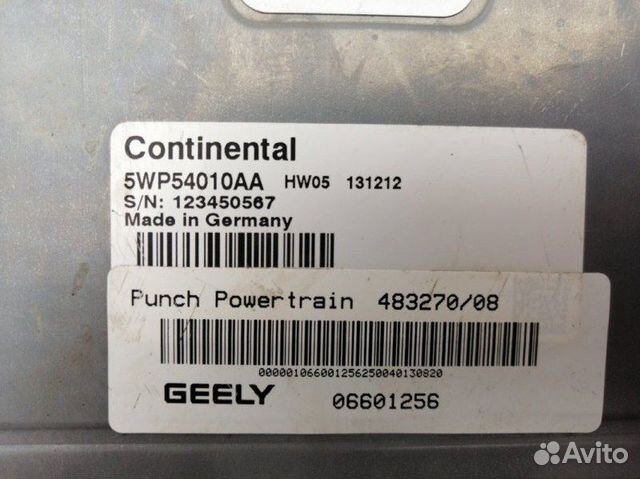 Continental
5WP54010AA HW05 131212
S/N: 123450567
Made in Germany
Punch Powertrain 483270/08
000001066001256250040130820
GEELY 06601256
Avito